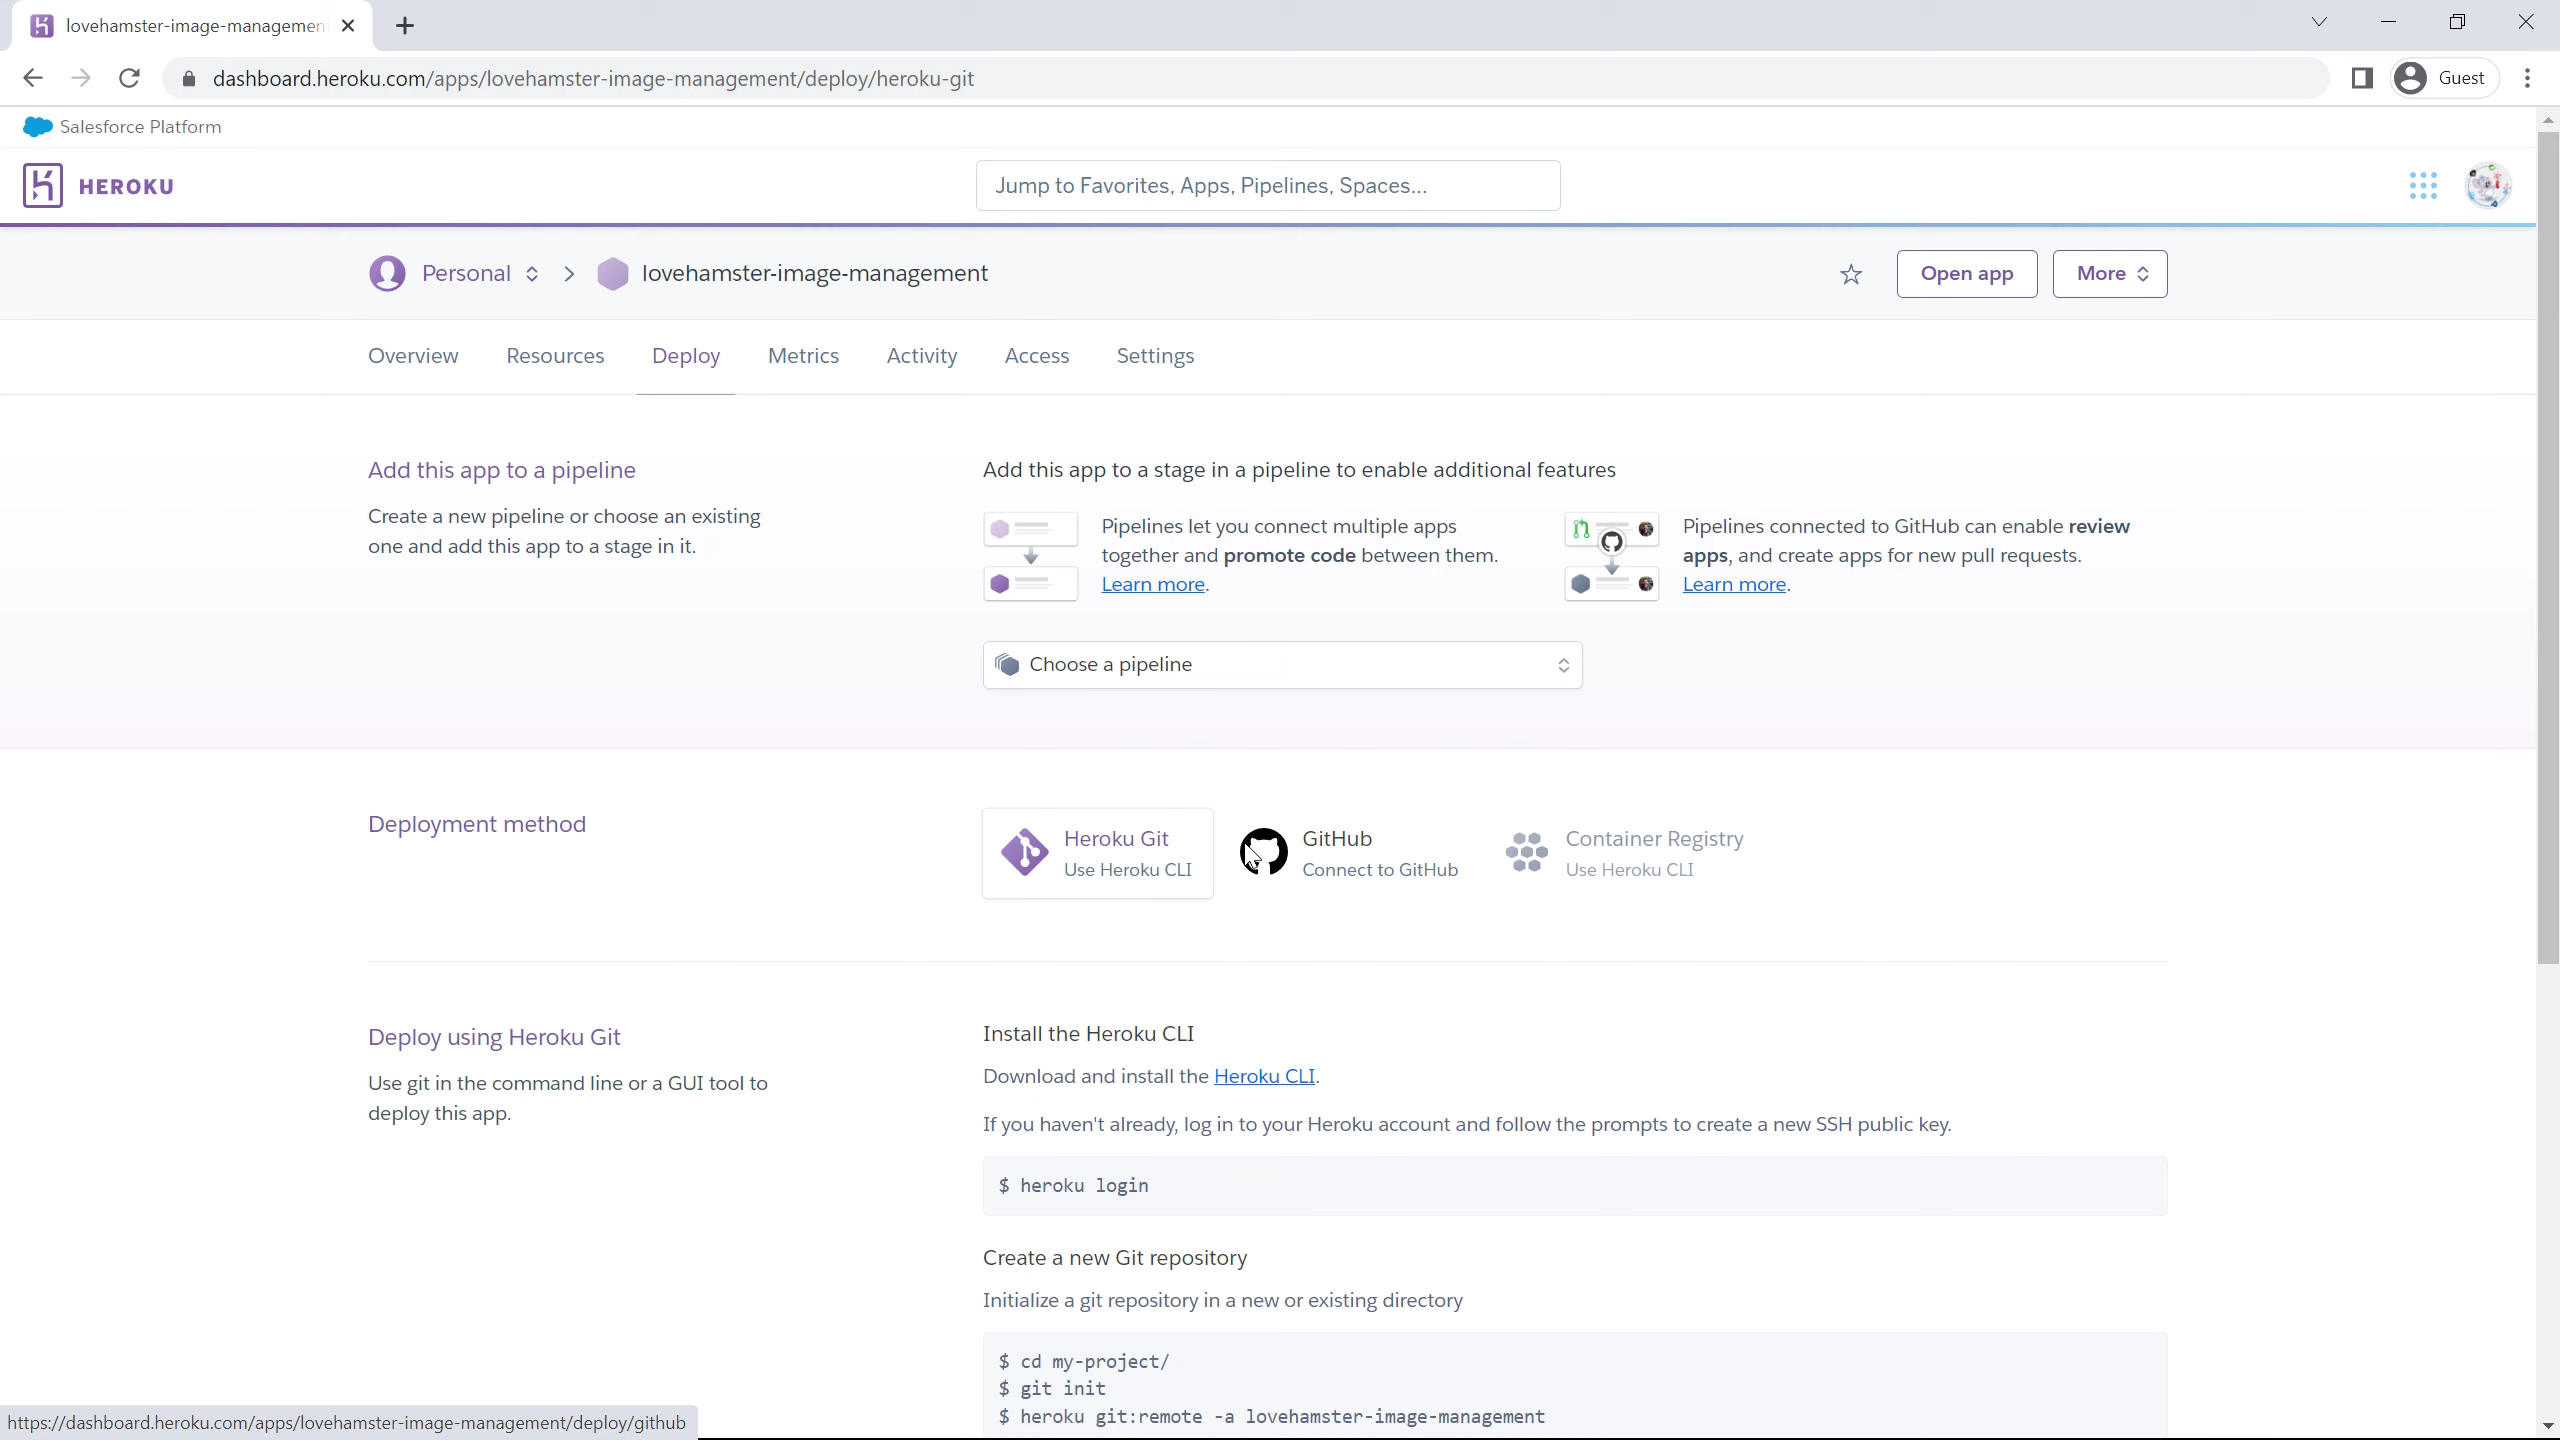 lovehamster-image-managemen
dashboard.heroku.com/apps/lovehamster-image-management/deploy/heroku-git
Guest
Salesforce Platform
HEROKU
Jump to Favorites, Apps, Pipelines, Spaces...
Personal
lovehamster-image-management
Open app
More
Overview
Resources
Deploy
Metrics
Activity
Access
Settings
Add this app to a pipeline
Create a new pipeline or choose an existing
one and add this app to a stage in it.
Add this app to a stage in a pipeline to enable additional features
Pipelines let you connect multiple apps
together and promote code between them.
Learn more.
Pipelines connected to GitHub can enable review
apps, and create apps for new pull requests.
Learn more.
Choose a pipeline
Deployment method
Heroku Git
Use Heroku CLI
GitHub
Connect to GitHub
Container Registry
Use Heroku CLI
Deploy using Heroku Git
Use git in the command line or a GUI tool to
deploy this app.
Install the Heroku CLI
Download and install the Heroku CLI.
If you haven't already, log in to your Heroku account and follow the prompts to create a new SSH public key.
$ heroku login
Create a new Git repository
Initialize a git repository in a new or existing directory
$ cd my-project/
$ git init
$ heroku git:remote -a lovehamster-image-management
https://dashboard.heroku.com/apps/lovehamster-image-management/deploy/github